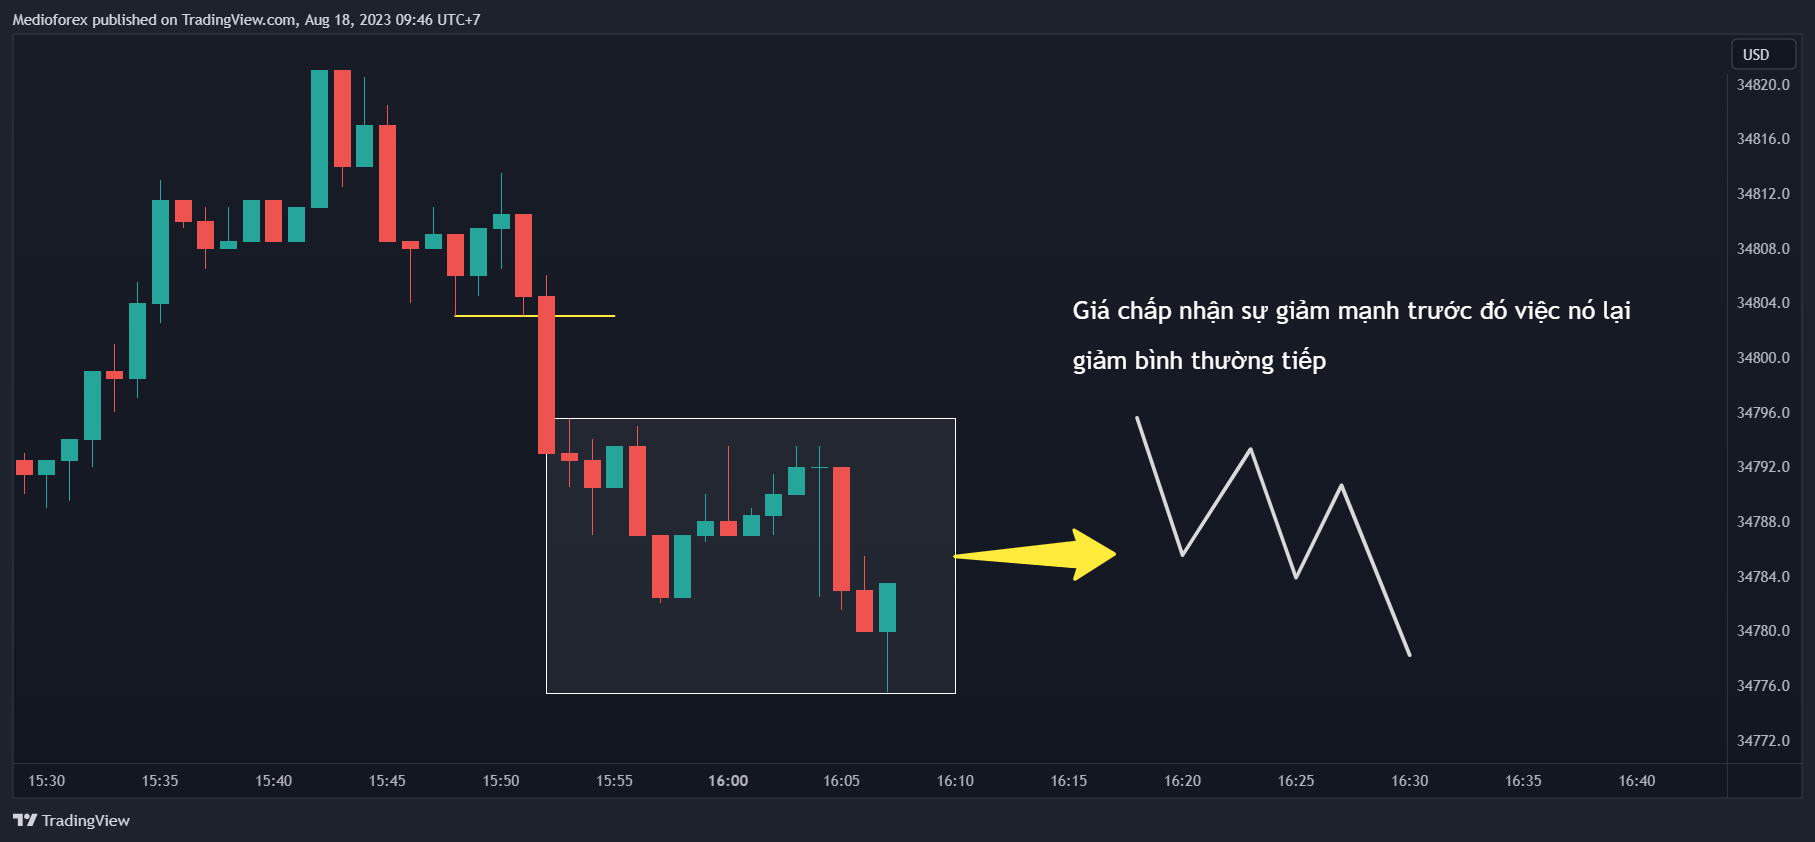 Medioforex published on TradingView.com, Aug 18, 2023 09:46 UTC+7
USD
34820.0
34816.0
34812.0
34808.0
34804.0
Giá chấp nhận sự giảm mạnh trước đó việc nó lại
giảm bình thường tiếp
34800.0
34796.0
34792.0
34788.0
34784.0
34780.0
34776.0
34772.0
15:30 15:35 15:40 15:45 15:50 15:55 16:00 16:05 16:10 16:15 16:20 16:25 16:30 16:35 16:40
TradingView